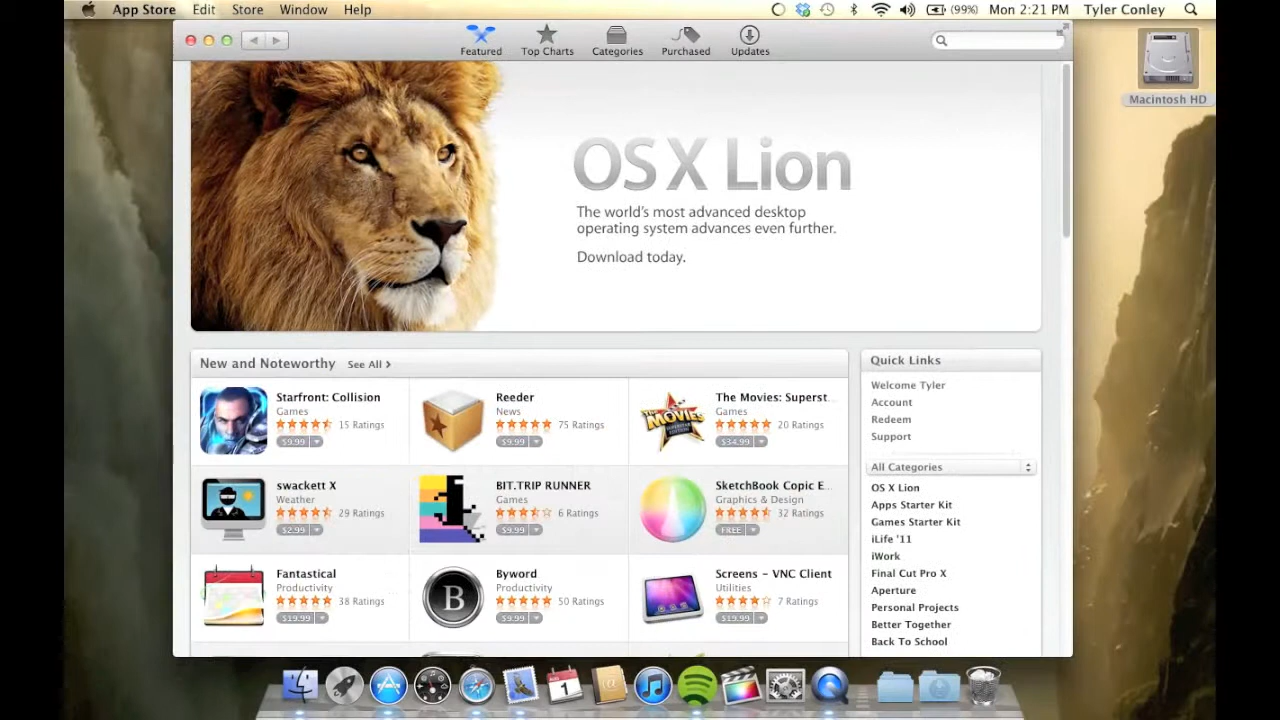 App Store Edit Store Window Help (99%) Mon 2:21 PM Tyler Conley
Featured Top Charts Categories Purchased Updates
Macintosh HD
OS X Lion
The world's most advanced desktop
operating system advances even further.
Download today.
New and Noteworthy See All >
Starfront: Collision
Games
15 Ratings
$9.99
Reeder
News
75 Ratings
$9.99
THE MOVIES
The Movies: Superst...
Games
20 Ratings
$34.99
swackett X
Weather
29 Ratings
$2.99
BIT.TRIP RUNNER
Games
6 Ratings
$9.99
SketchBook Copic E...
Graphics & Design
32 Ratings
FREE
Fantastical
Productivity
38 Ratings
$19.99
B
Byword
Productivity
50 Ratings
$9.99
Screens – VNC Client
Utilities
7 Ratings
$19.99
Quick Links
Welcome Tyler
Account
Redeem
Support
All Categories
OS X Lion
Apps Starter Kit
Games Starter Kit
iLife '11
iWork
Final Cut Pro X
Aperture
Personal Projects
Better Together
Back To School
1
@